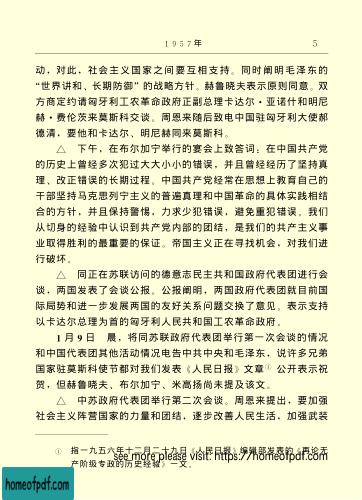 1957年 5
动，对此，社会主义国家之间要互相支持。同时阐明毛泽东的
“世界讲和、长期防御”的战略方针。赫鲁晓夫表示原则同意。双
方商定约请匈牙利工农革命政府正副总理卡达尔·亚诺什和明尼
赫·费伦茨来莫斯科交谈。周恩来随后致电中国驻匈牙利大使郝
德清，要他和卡达尔、明尼赫同来莫斯科。
△ 下午，在布尔加宁举行的宴会上致答词：在中国共产党
的历史上曾经多次犯过大大小小的错误，并且曾经经历了坚持真
理、改正错误的长期过程。中国共产党经常在思想上教育自己的
干部坚持马克思列宁主义的普遍真理和中国革命的具体实践相结
合的方针，并且保持警惕，力求少犯错误，避免重犯错误。我们
从切身的经验中认识到共产党内部的团结，是我们的共产主义事
业取得胜利的最重要的保证。帝国主义正在寻找机会，对我们进
行破坏。
△ 同正在苏联访问的德意志民主共和国政府代表团进行会
谈，两国发表了会谈公报。公报阐明，两国政府代表团就目前国
际局势和进一步发展两国的友好关系问题交换了意见。表示支持
以卡达尔总理为首的匈牙利人民共和国工农革命政府。
1月9日 晨，将同苏联政府代表团举行第一次会谈的情况
和中国代表团其他活动情况电告中共中央和毛泽东，说许多兄弟
国家驻莫斯科使节都对我们发表《人民日报》文章① 公开表示祝
贺，但赫鲁晓夫、布尔加宁、米高扬尚未提及该文。
△ 中苏政府代表团举行第二次会谈。周恩来提出，要加强
社会主义阵营国家的力量和团结，逐步改善人民生活，加强武装
① 指一九五六年十二月二十九日《人民日报》编辑部发表的《再论无
产阶级专政的历史经验》一文。
see more please visit: https://homeofpdf.com
homeofpdf.com